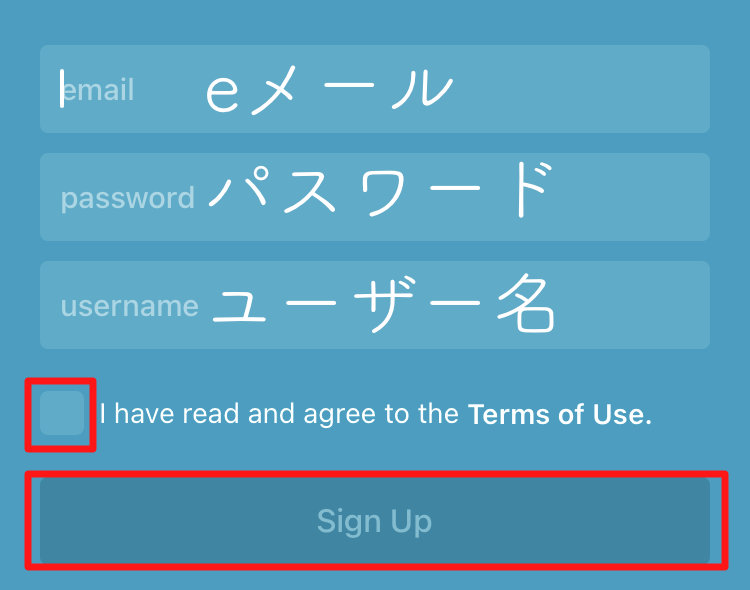 email eメール
password パスワード
username ユーザー名
I have read and agree to the Terms of Use.
Sign Up